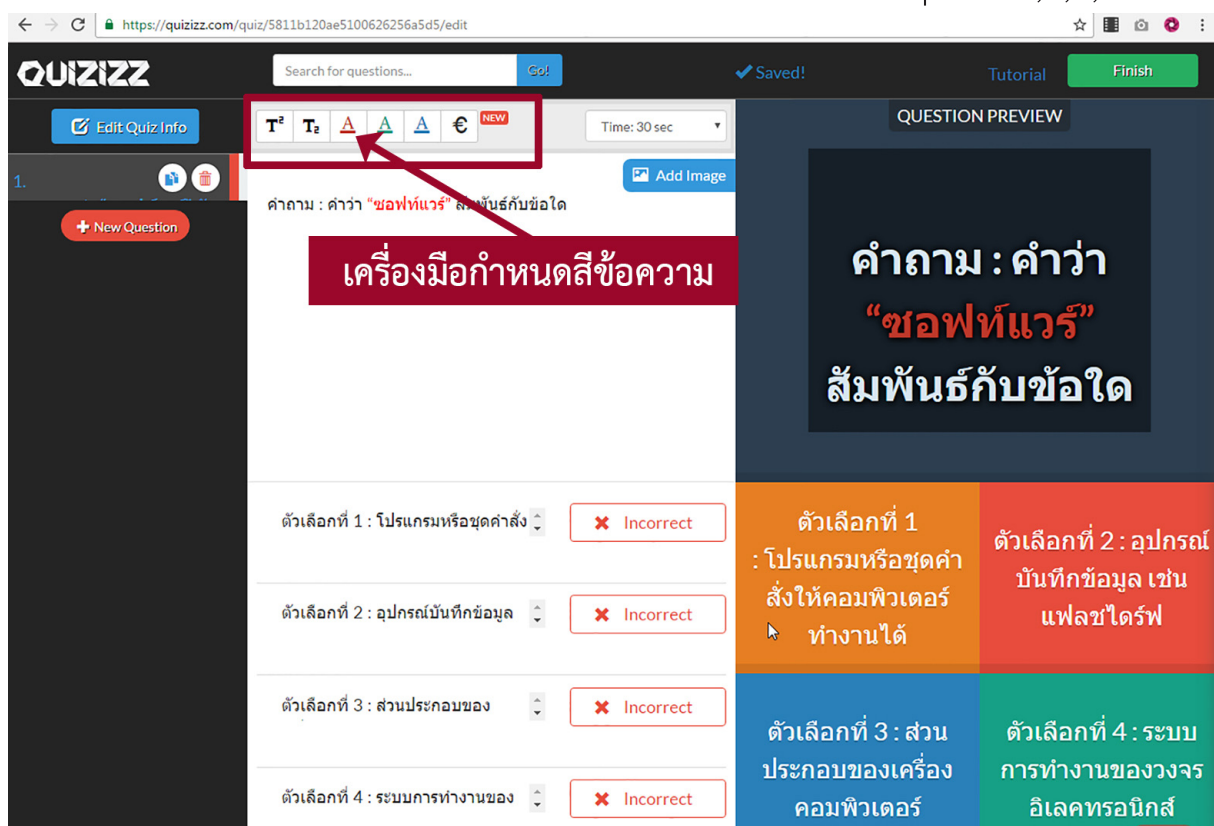 https://quizizz.com/quiz/5811b120ae5100626256a5d5/edit
QUIZIZZ
Search for questions...
Go!
Saved!
Tutorial
Finish
Edit Quiz Info
T² T₂ A A A € NEW
Time: 30 sec
QUESTION PREVIEW
1.
Add Image
New Question
คำถาม : คำว่า "ซอฟท์แวร์" สัมพันธ์กับข้อใด
เครื่องมือกำหนดสีข้อความ
คำถาม : คำว่า
“ซอฟท์แวร์”
สัมพันธ์กับข้อใด
ตัวเลือกที่ 1 : โปรแกรมหรือชุดคำสั่ง
Incorrect
ตัวเลือกที่ 2 : อุปกรณ์บันทึกข้อมูล
Incorrect
ตัวเลือกที่ 3 : ส่วนประกอบของ
Incorrect
ตัวเลือกที่ 4 : ระบบการทำงานของ
Incorrect
ตัวเลือกที่ 1
: โปรแกรมหรือชุดคำ
สั่งให้คอมพิวเตอร์
ทำงานได้
ตัวเลือกที่ 2 : อุปกรณ์
บันทึกข้อมูล เช่น
แฟลชไดร์ฟ
ตัวเลือกที่ 3 : ส่วน
ประกอบของเครื่อง
คอมพิวเตอร์
ตัวเลือกที่ 4 : ระบบ
การทำงานของวงจร
อิเลคทรอนิกส์